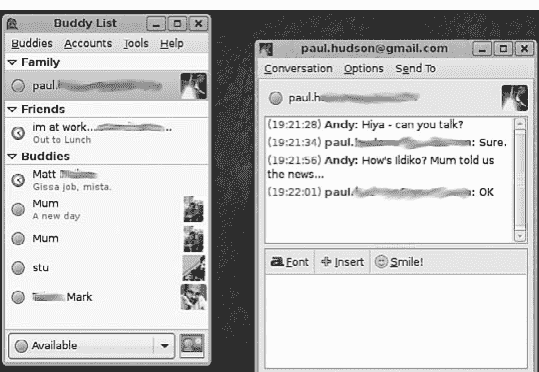 Buddy List
Buddies Accounts Tools Help
Family
paul.
Friends
im at work... ..
Out to Lunch
Buddies
Matt
Gissa job, mista.
Mum
A new day
Mum
stu
Mark
Available
paul.hudson@gmail.com
Conversation Options Send To
paul.h
(19:21:28) Andy: Hiya - can you talk?
(19:21:34) paul. : Sure.
(19:21:56) Andy: How's Ildiko? Mum told us
the news...
(19:22:01) paul. : OK
a Font Insert Smile!